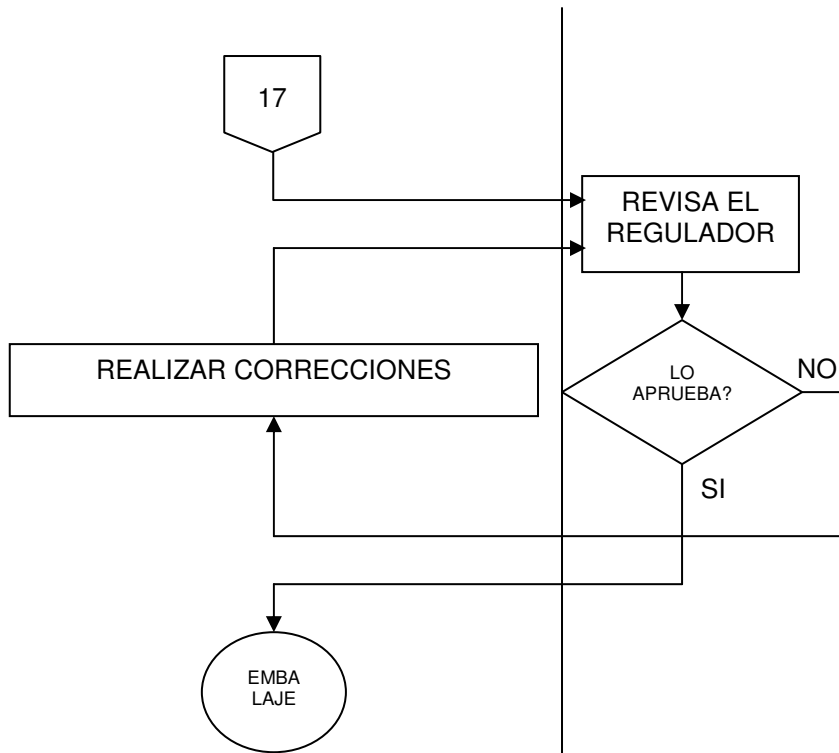 17
REVISA EL
REGULADOR
REALIZAR CORRECCIONES
LO
APRUEBA?
NO
SI
EMBA
LAJE